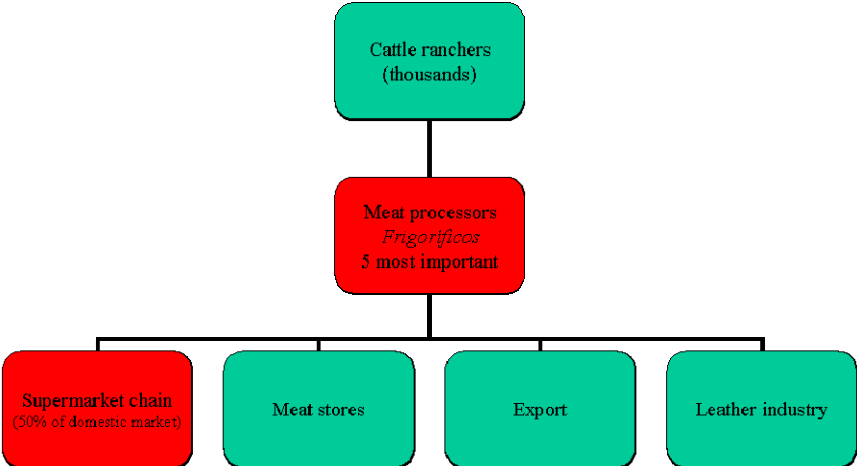 Cattle ranchers
(thousands)
Meat processors
Frigorificos
5 most important
Supermarket chain
(50% of domestic market)
Meat stores
Export
Leather industry